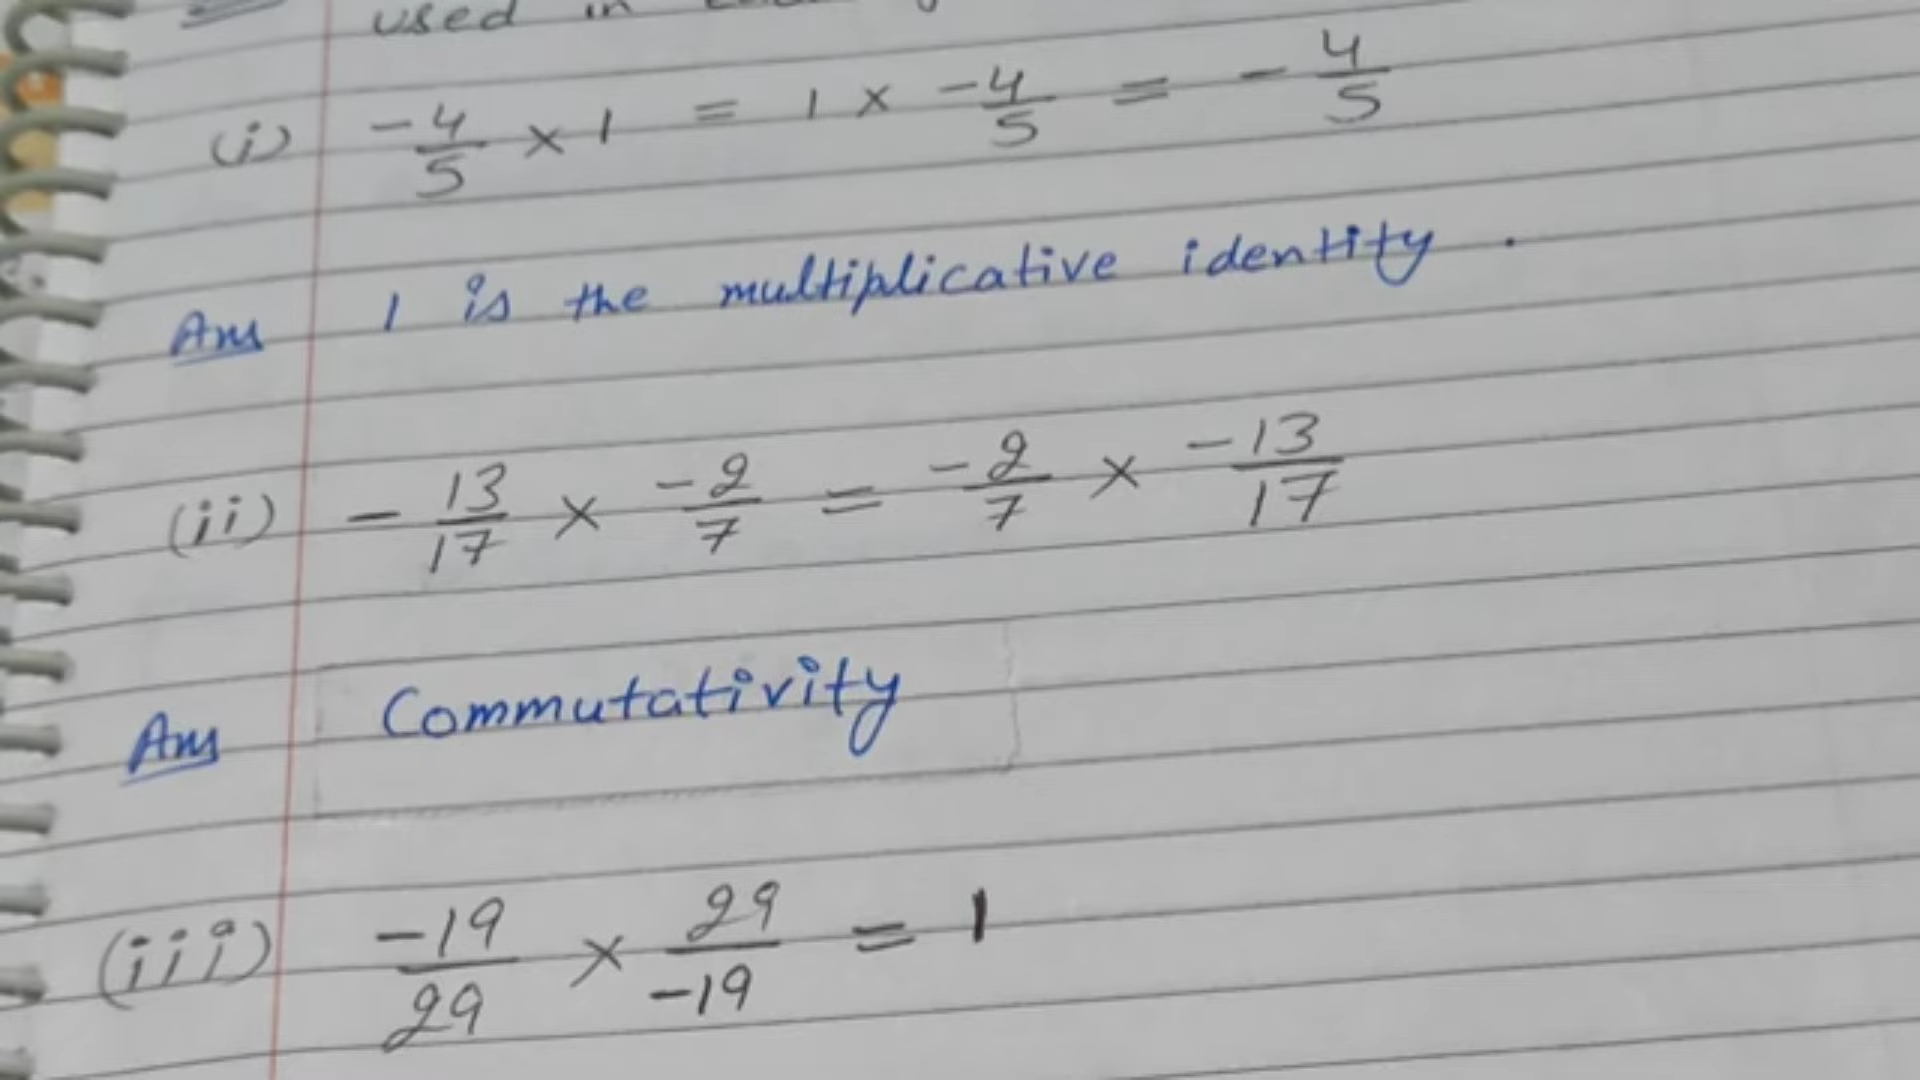 used in
(i) -4/5 × 1 = 1 × -4/5 = -4/5
Ans 1 is the multiplicative identity .
(ii) -13/17 × -2/7 = -2/7 × -13/17
Ans Commutativity
(iii) -19/29 × 29/-19 = 1